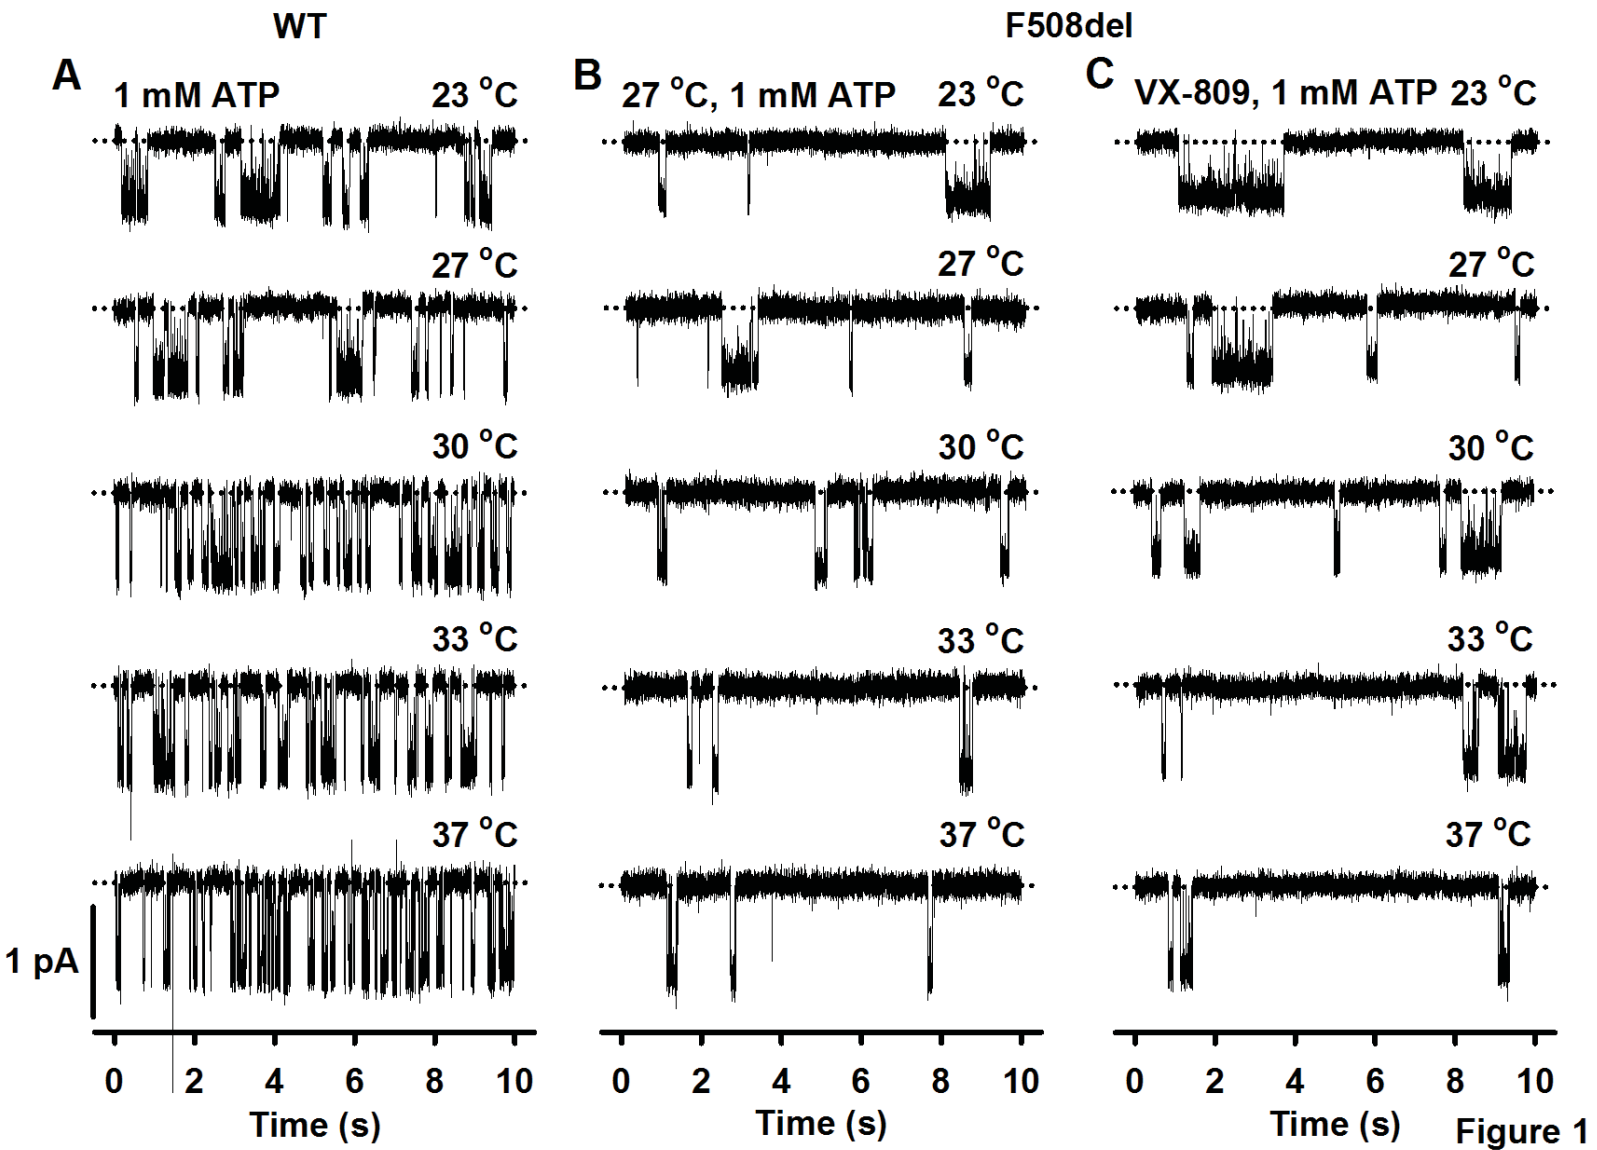 WT
F508del
A
1 mM ATP
23 °C
27 °C
30 °C
33 °C
37 °C
1 pA
0 2 4 6 8 10
Time (s)
B
27 °C, 1 mM ATP
23 °C
27 °C
30 °C
33 °C
37 °C
0 2 4 6 8 10
Time (s)
C
VX-809, 1 mM ATP
23 °C
27 °C
30 °C
33 °C
37 °C
0 2 4 6 8 10
Time (s)
Figure 1